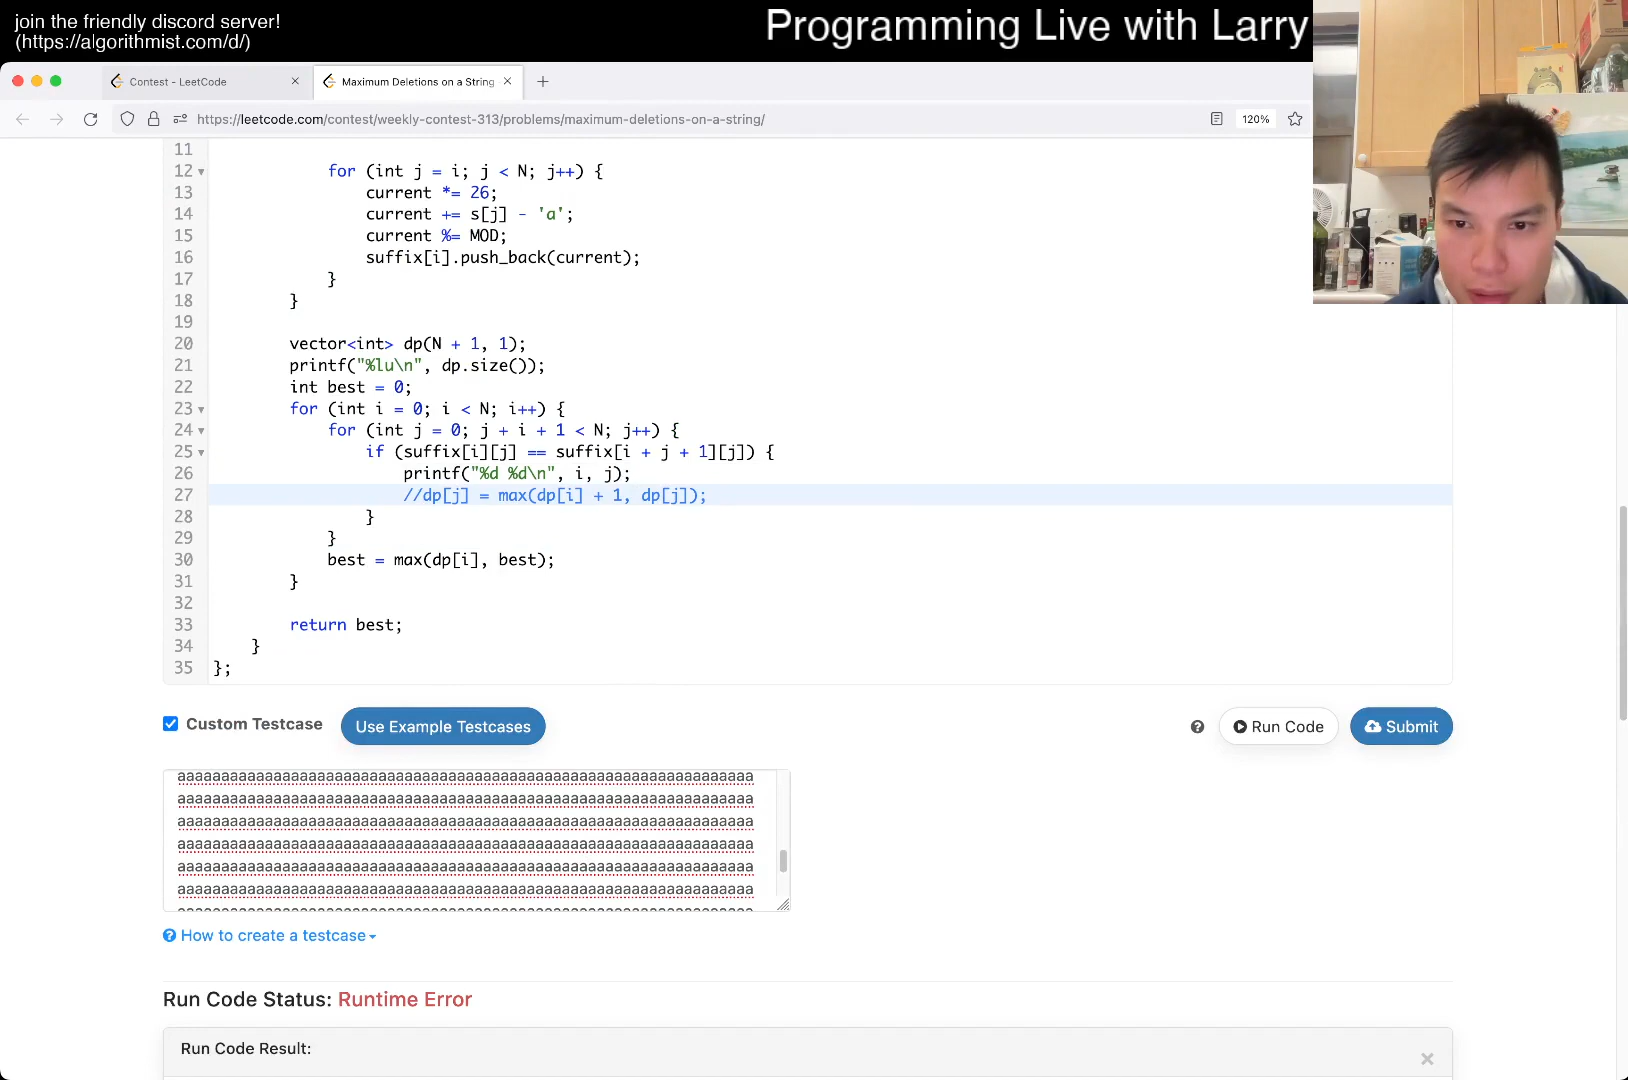 join the friendly discord server!
(https://algorithmist.com/d/)
Programming Live with Larry
Contest - LeetCode
Maximum Deletions on a String
https://leetcode.com/contest/weekly-contest-313/problems/maximum-deletions-on-a-string/
120%
11
12 for (int j = i; j < N; j++) {
13 current *= 26;
14 current += s[j] - 'a';
15 current %= MOD;
16 suffix[i].push_back(current);
17 }
18 }
19
20 vector<int> dp(N + 1, 1);
21 printf("%lu\n", dp.size());
22 int best = 0;
23 for (int i = 0; i < N; i++) {
24 for (int j = 0; j + i + 1 < N; j++) {
25 if (suffix[i][j] == suffix[i + j + 1][j]) {
26 printf("%d %d\n", i, j);
27 //dp[j] = max(dp[i] + 1, dp[j]);
28 }
29 }
30 best = max(dp[i], best);
31 }
32
33 return best;
34 }
35 };
Custom Testcase
Use Example Testcases
Run Code
Submit
How to create a testcase
Run Code Status: Runtime Error
Run Code Result: